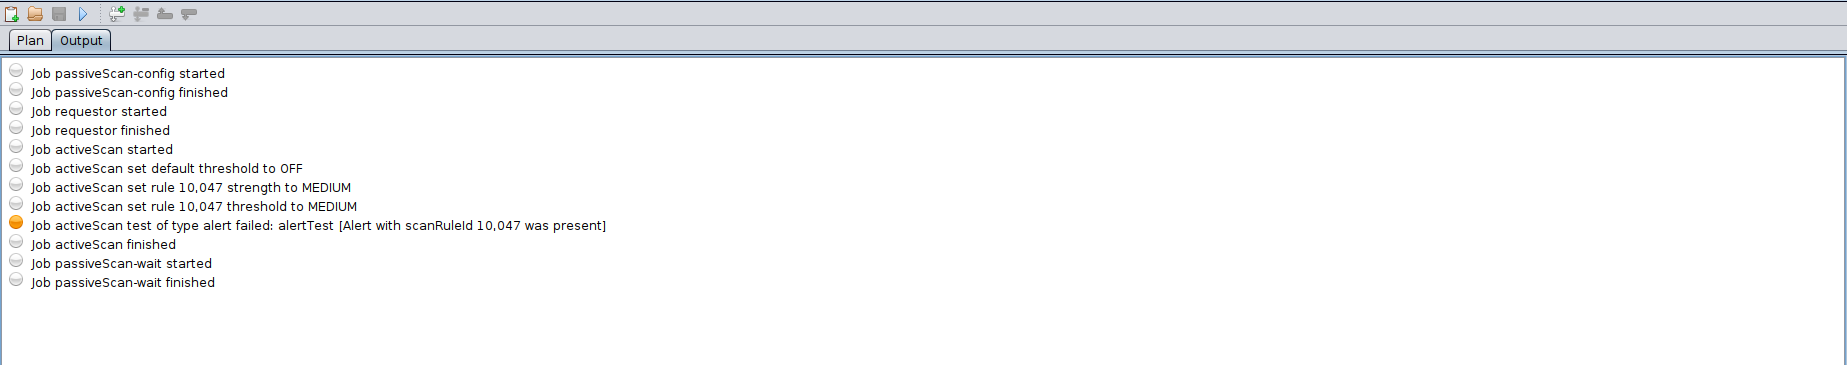 Plan Output
Job passiveScan-config started
Job passiveScan-config finished
Job requestor started
Job requestor finished
Job activeScan started
Job activeScan set default threshold to OFF
Job activeScan set rule 10,047 strength to MEDIUM
Job activeScan set rule 10,047 threshold to MEDIUM
Job activeScan test of type alert failed: alertTest [Alert with scanRuleId 10,047 was present]
Job activeScan finished
Job passiveScan-wait started
Job passiveScan-wait finished